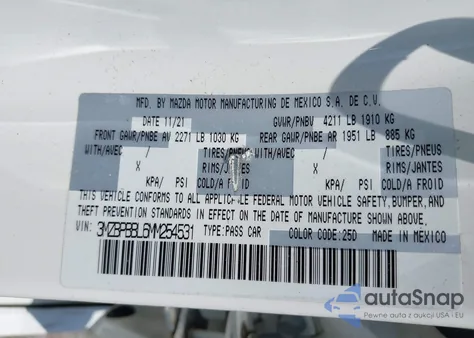 MFD. BY MAZDA MOTOR MANUFACTURING DE MEXICO S.A. DE C.V.
DATE 11/21 GVWR/PNBV 4211 LB 1910 KG
FRONT GAWR/PNBE AV 2271 LB 1030 KG REAR GAWR/PNBE AR 1951 LB 885 KG
WITH/AVEC / TIRES/PNEUS WITH/AVEC / TIRES/PNEUS
X RIMS/JANTES X RIMS/JANTES
KPA/ PSI COLD/A FROID KPA/ PSI COLD/A FROID
THIS VEHICLE CONFORMS TO ALL APPLICABLE FEDERAL MOTOR VEHICLE SAFETY, BUMPER, AND
THEFT PREVENTION STANDARDS IN EFFECT ON THE DATE OF MANUFACTURE SHOWN ABOVE.
VIN: 3MZBPBBL6MM254531 TYPE:PASS CAR COLOR CODE:25D MADE IN MEXICO
autoSnap
Pewne auta z aukcji USA - EU